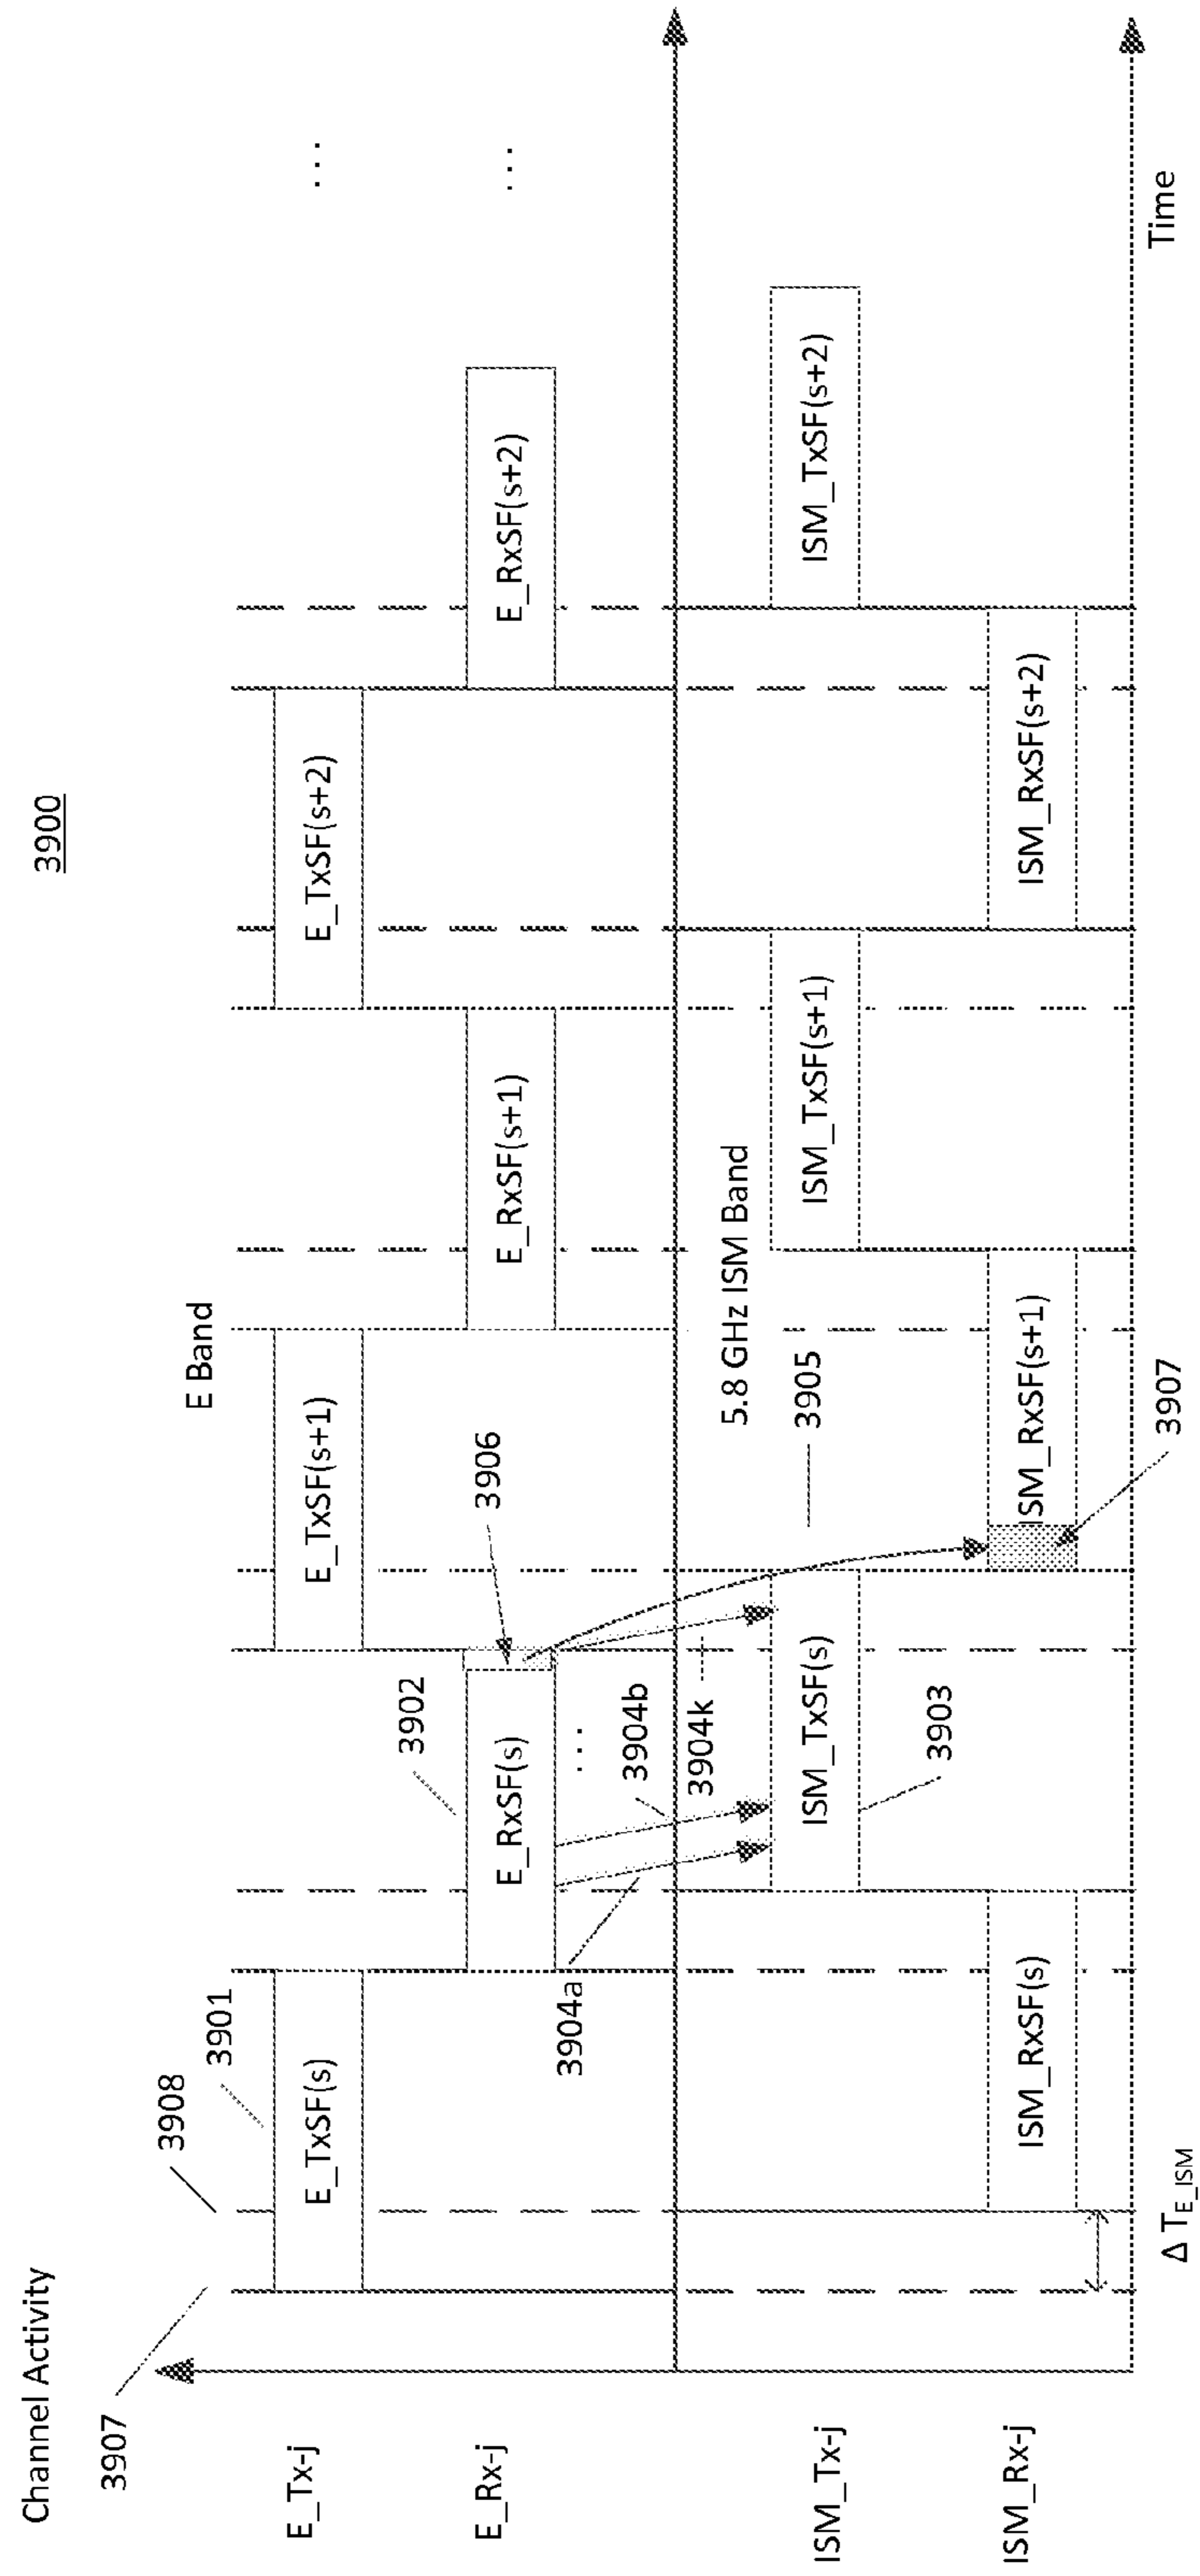 3900
Channel Activity
E Band
3907
3908
3901
3902
3906
E_Tx-j
E_TxSF(s)
E_TxSF(s+1)
E_TxSF(s+2)
...
E_Rx-j
E_RxSF(s)
E_RxSF(s+1)
E_RxSF(s+2)
...
3904a
...
3904b
3904k
5.8 GHz ISM Band
3905
ISM_Tx-j
ISM_TxSF(s)
ISM_TxSF(s+1)
ISM_TxSF(s+2)
3903
ISM_Rx-j
ISM_RxSF(s)
ISM_RxSF(s+1)
ISM_RxSF(s+2)
Δ TE_ISM
3907
Time